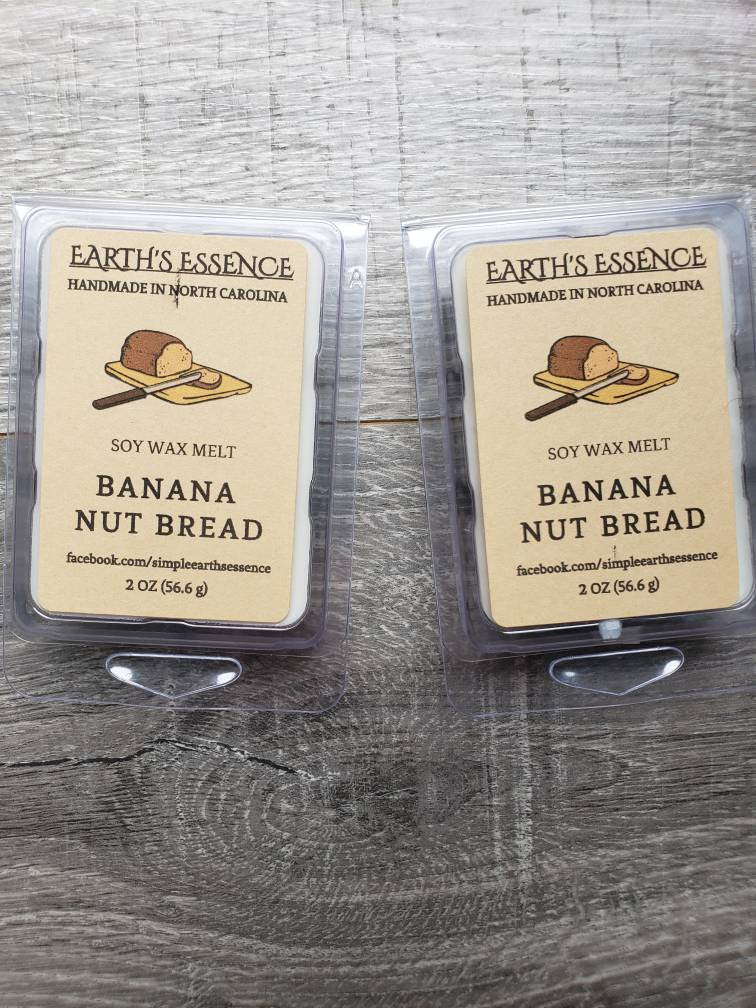 EARTH'S ESSENCE
HANDMADE IN NORTH CAROLINA
SOY WAX MELT
BANANA
NUT BREAD
facebook.com/simpleearthsessence
2 OZ (56.6 g)
EARTH'S ESSENCE
HANDMADE IN NORTH CAROLINA
SOY WAX MELT
BANANA
NUT BREAD
facebook.com/simpleearthsessence
2 OZ (56.6 g)